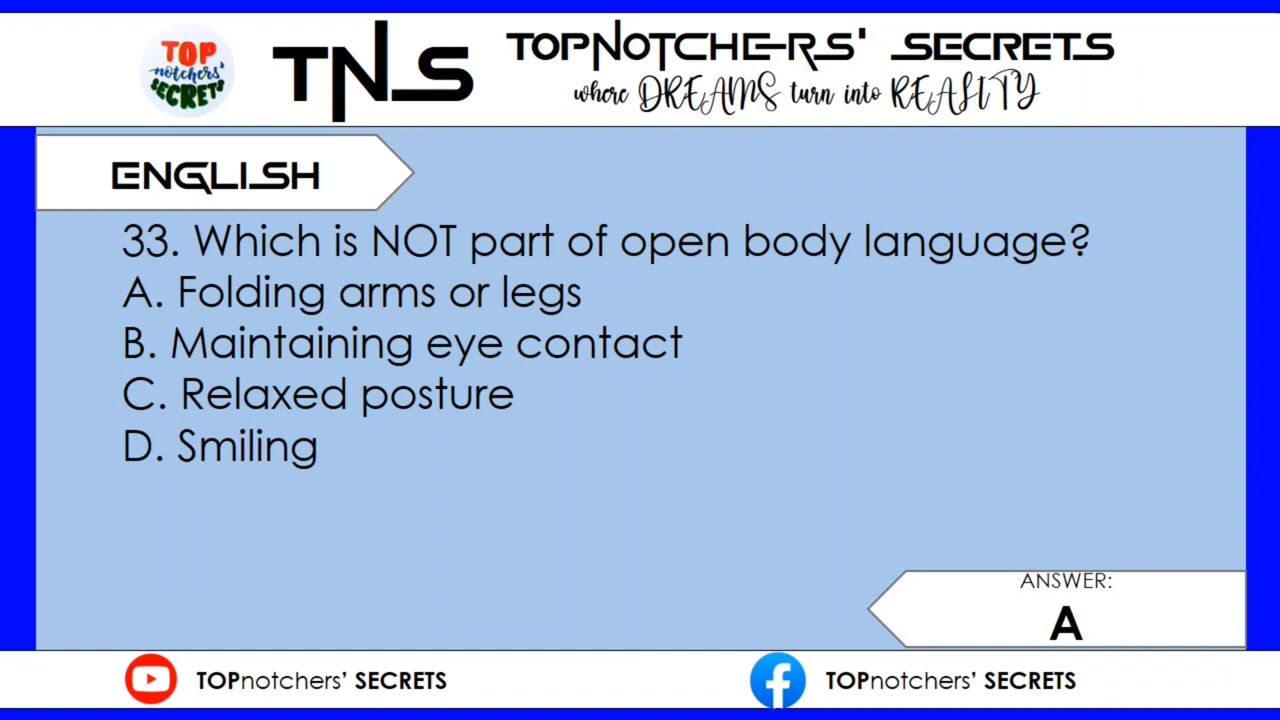 TOP
notchers'
SECRETS
TNS
TOPNOTCHERS' SECRETS
where DREAMS turn into REALITY
ENGLISH
33. Which is NOT part of open body language?
A. Folding arms or legs
B. Maintaining eye contact
C. Relaxed posture
D. Smiling
ANSWER:
A
TOPnotchers' SECRETS
TOPnotchers' SECRETS